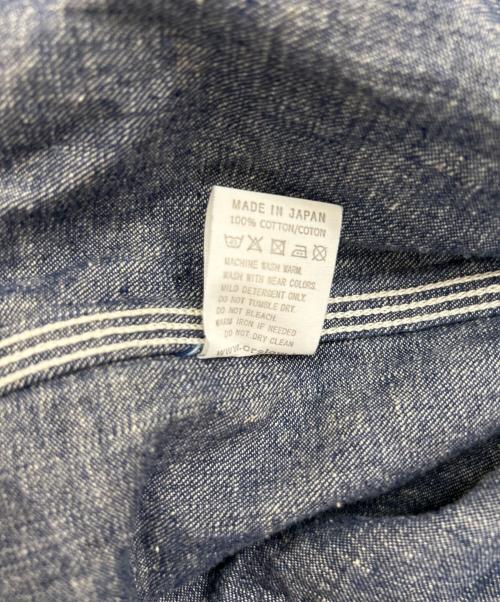 MADE IN JAPAN
100% COTTON/COTON
MACHINE WASH WARM.
WASH WITH NEAR COLORS.
MILD DETERGENT ONLY.
DO NOT TUMBLE DRY.
DO NOT BLEACH.
WARM IRON IF NEEDED
DO NOT DRY CLEAN